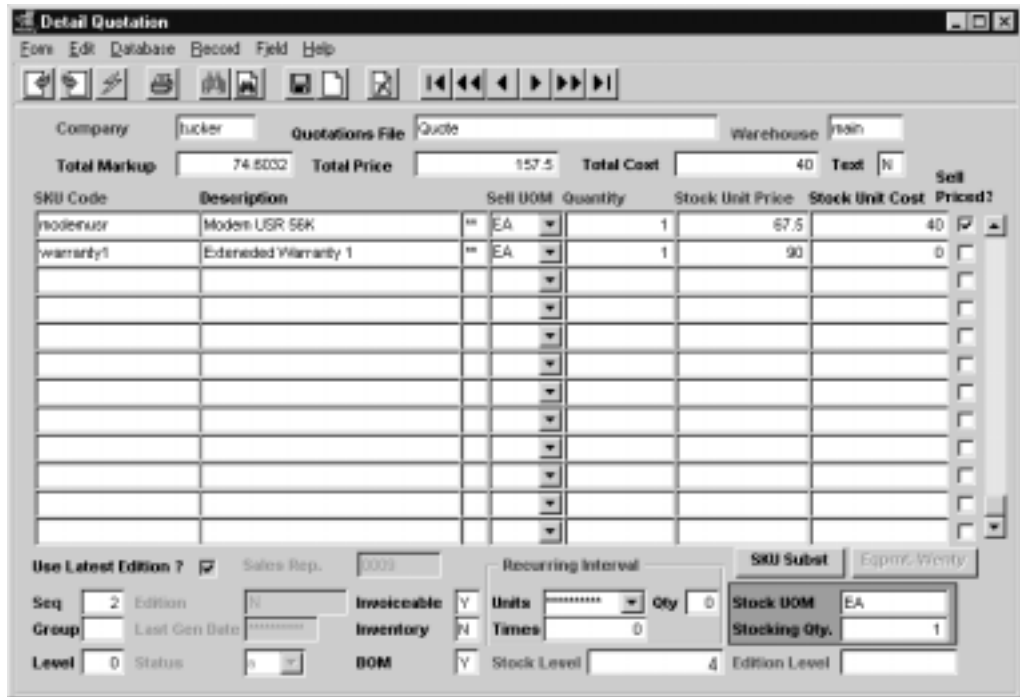 Detail Quotation
Form Edit Database Record Field Help
Company tucker Quotations File Quote Warehouse main
Total Markup 74.6032 Total Price 157.5 Total Cost 40 Text N
SKU Code Description Sell UOM Quantity Stock Unit Price Stock Unit Cost Sell Priced?
modemusr Modem USR 56K ** EA 1 67.5 40
warranty1 Exteneded Warranty 1 ** EA 1 90 0
Use Latest Edition ? Sales Rep. 0009 Recurring Interval SKU Subst Eqpmt. Wrnty
Seq 2 Edition N Invoiceable Y Units ********** Qty 0 Stock UOM EA
Group Last Gen Date ********** Inventory N Times 0 Stocking Qty. 1
Level 0 Status n BOM Y Stock Level 4 Edition Level